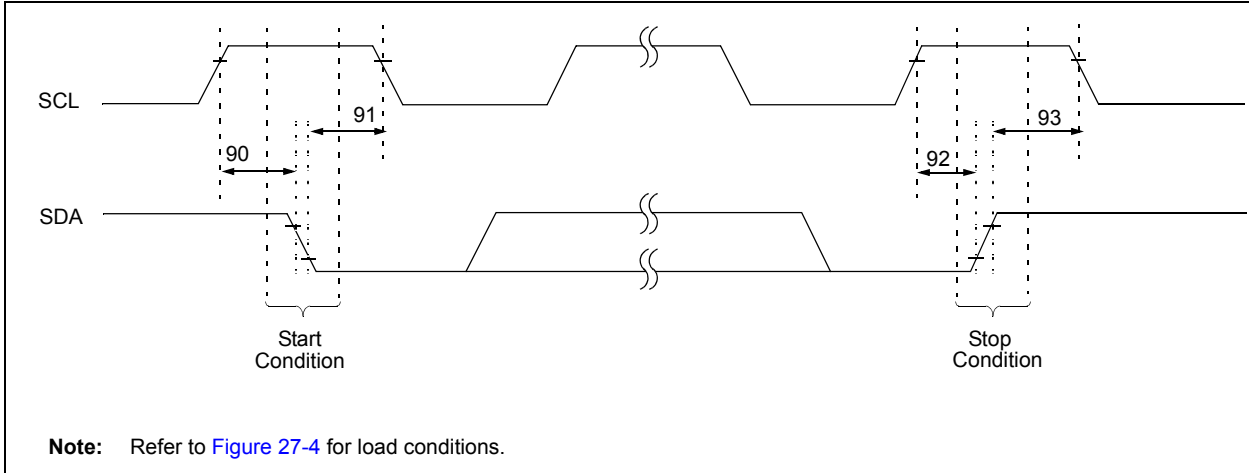 SCL
91
93
90
92
SDA
Start
Condition
Stop
Condition
Note: Refer to Figure 27-4 for load conditions.